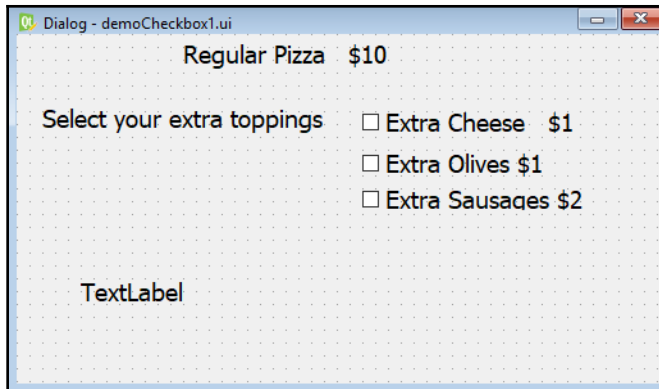 Dialog - demoCheckbox1.ui
Regular Pizza $10
Select your extra toppings
Extra Cheese $1
Extra Olives $1
Extra Sausages $2
TextLabel